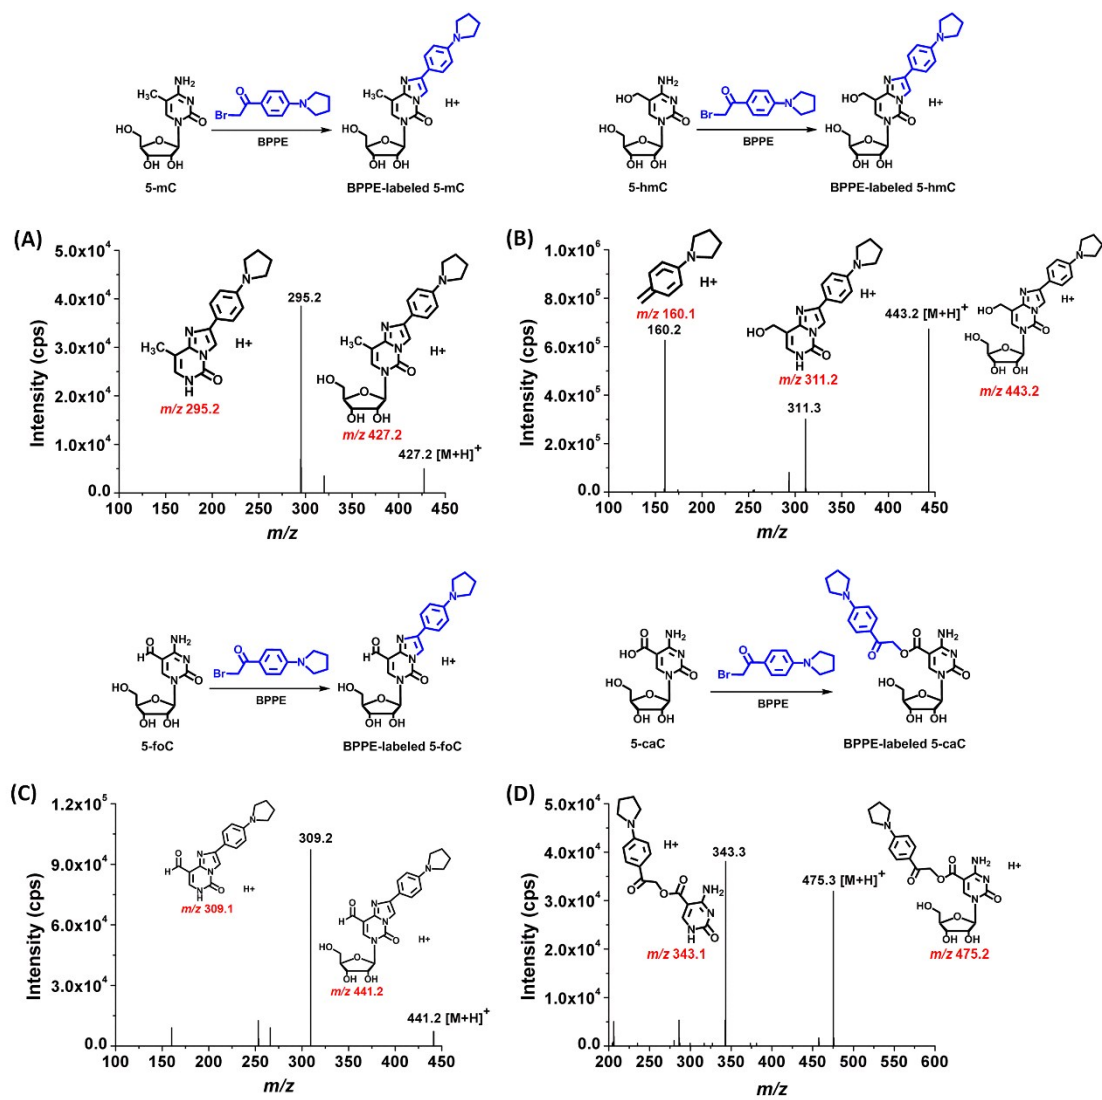 5-mC
BPPE
BPPE-labeled 5-mC
H+
5-hmC
BPPE
BPPE-labeled 5-hmC
H+
NH2
H3C
N
O
HO
OH OH
Br
(A)
5.0x10^4
4.0x10^4
3.0x10^4
2.0x10^4
1.0x10^4
0.0
Intensity (cps)
100 150 200 250 300 350 400 450
m/z
295.2
H+
m/z 295.2
H+
m/z 427.2
427.2 [M+H]+
(B)
1.0x10^6
8.0x10^5
6.0x10^5
4.0x10^5
2.0x10^5
0.0
Intensity (cps)
100 150 200 250 300 350 400 450
m/z
H+
m/z 160.1
160.2
H+
m/z 311.2
311.3
443.2 [M+H]+
H+
m/z 443.2
5-foC
BPPE
BPPE-labeled 5-foC
H+
5-caC
BPPE
BPPE-labeled 5-caC
(C)
1.2x10^5
9.0x10^4
6.0x10^4
3.0x10^4
0.0
Intensity (cps)
100 150 200 250 300 350 400 450
m/z
H+
m/z 309.1
309.2
H+
m/z 441.2
441.2 [M+H]+
(D)
5.0x10^4
4.0x10^4
3.0x10^4
2.0x10^4
1.0x10^4
0.0
Intensity (cps)
200 250 300 350 400 450 500 550 600
m/z
H+
m/z 343.1
343.3
475.3 [M+H]+
H+
m/z 475.2